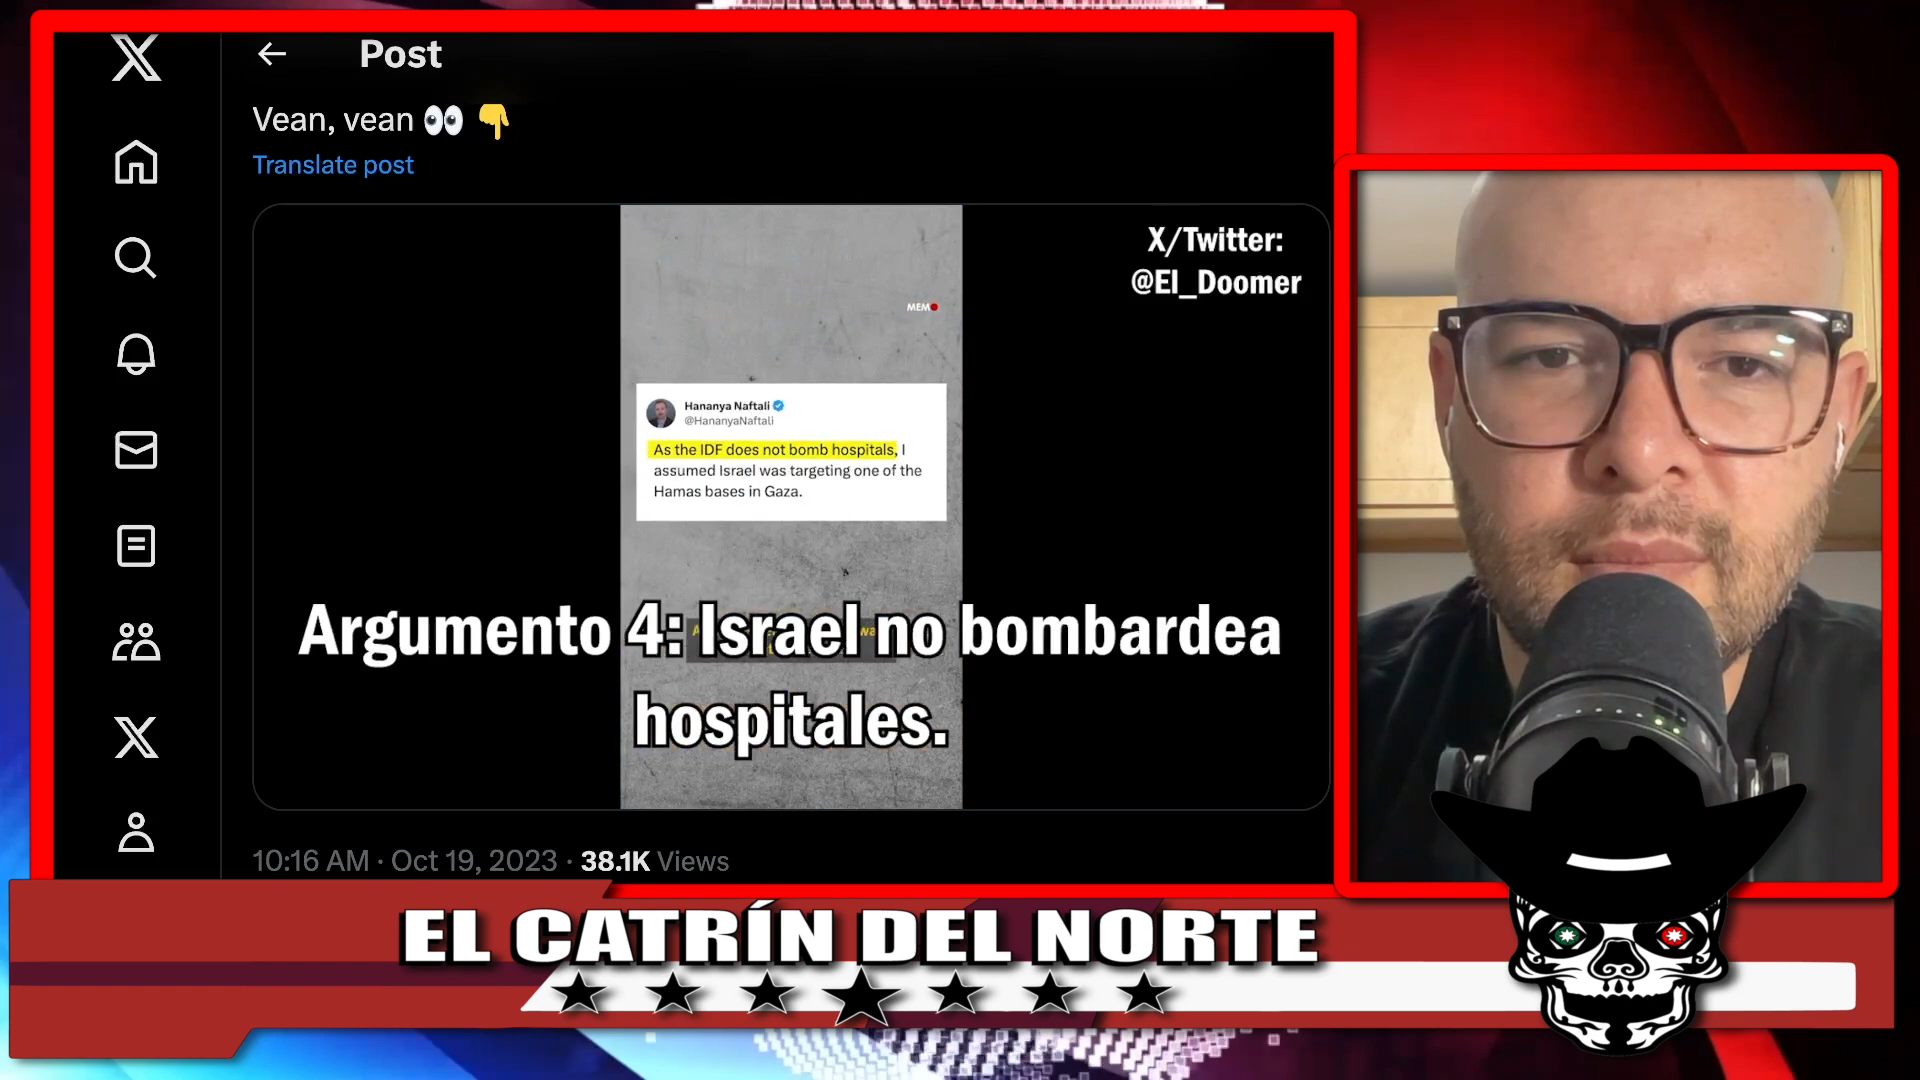 Post
Vean, vean 👀 👇
Translate post
X/Twitter:
@El_Doomer
MEMO
Hananya Naftali
@HananyaNaftali
As the IDF does not bomb hospitals, I
assumed Israel was targeting one of the
Hamas bases in Gaza.
Argumento 4: Israel no bombardea
hospitales.
10:16 AM · Oct 19, 2023 · 38.1K Views
EL CATRÍN DEL NORTE